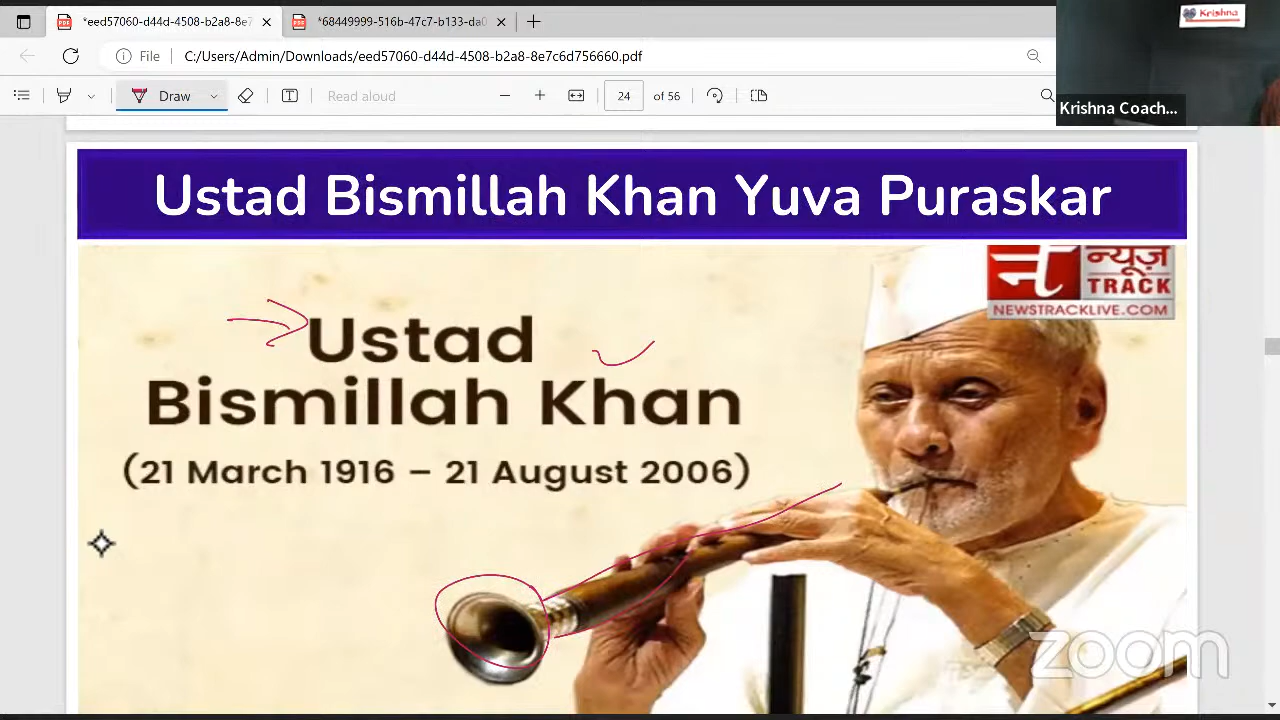 *eed57060-d44d-4508-b2a8-8e7
*68449999-516b-47c7-b133-dc
File
C:/Users/Admin/Downloads/eed57060-d44d-4508-b2a8-8e7c6d756660.pdf
Draw
Read aloud
24
of 56
Krishna
Krishna Coach...
Ustad Bismillah Khan Yuva Puraskar
न्यूज़
TRACK
NEWSTRACKLIVE.COM
Ustad
Bismillah Khan
(21 March 1916 – 21 August 2006)
zoom